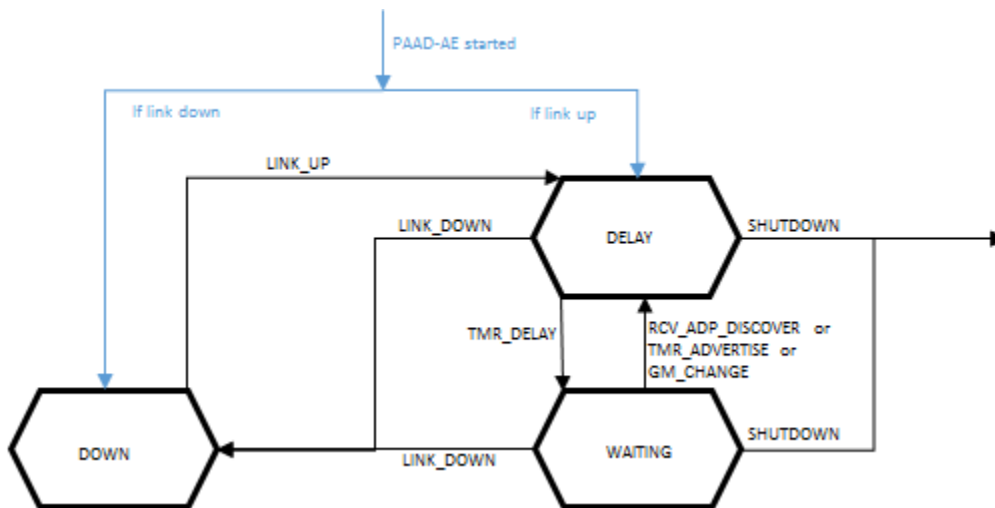 PAAD-AE started
If link down
If link up
LINK_UP
LINK_DOWN
DELAY
SHUTDOWN
TMR_DELAY
RCV_ADP_DISCOVER or
TMR_ADVERTISE or
GM_CHANGE
DOWN
LINK_DOWN
WAITING
SHUTDOWN